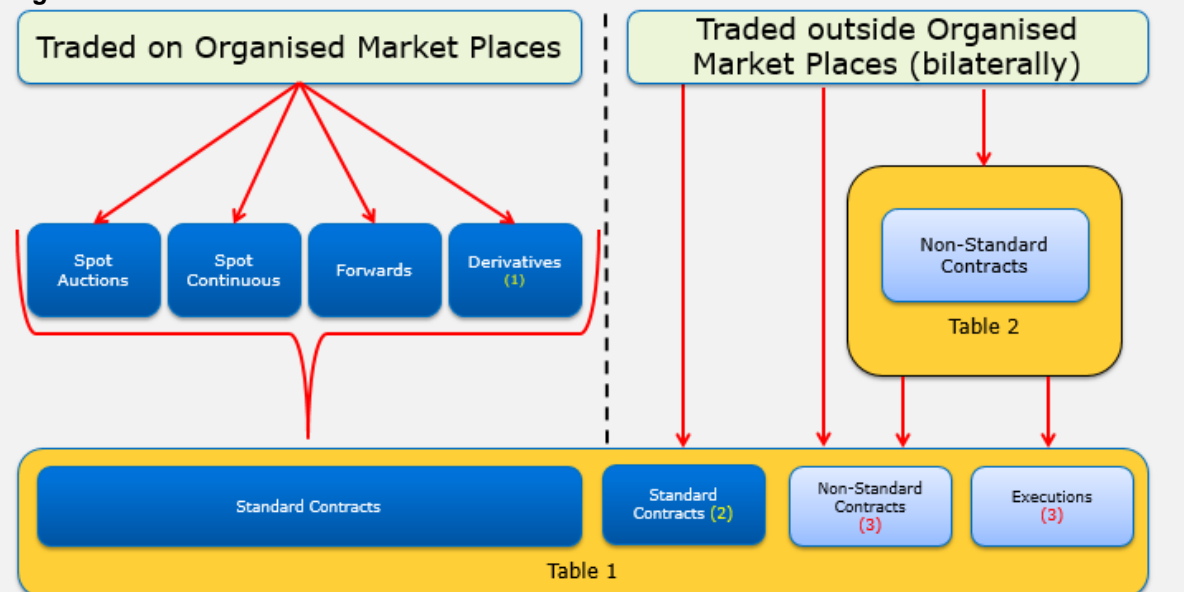 Traded on Organised Market Places
Traded outside Organised
Market Places (bilaterally)
Spot
Auctions
Spot
Continuous
Forwards
Derivatives
(1)
Non-Standard
Contracts
Table 2
Standard Contracts
Standard
Contracts (2)
Non-Standard
Contracts
(3)
Executions
(3)
Table 1